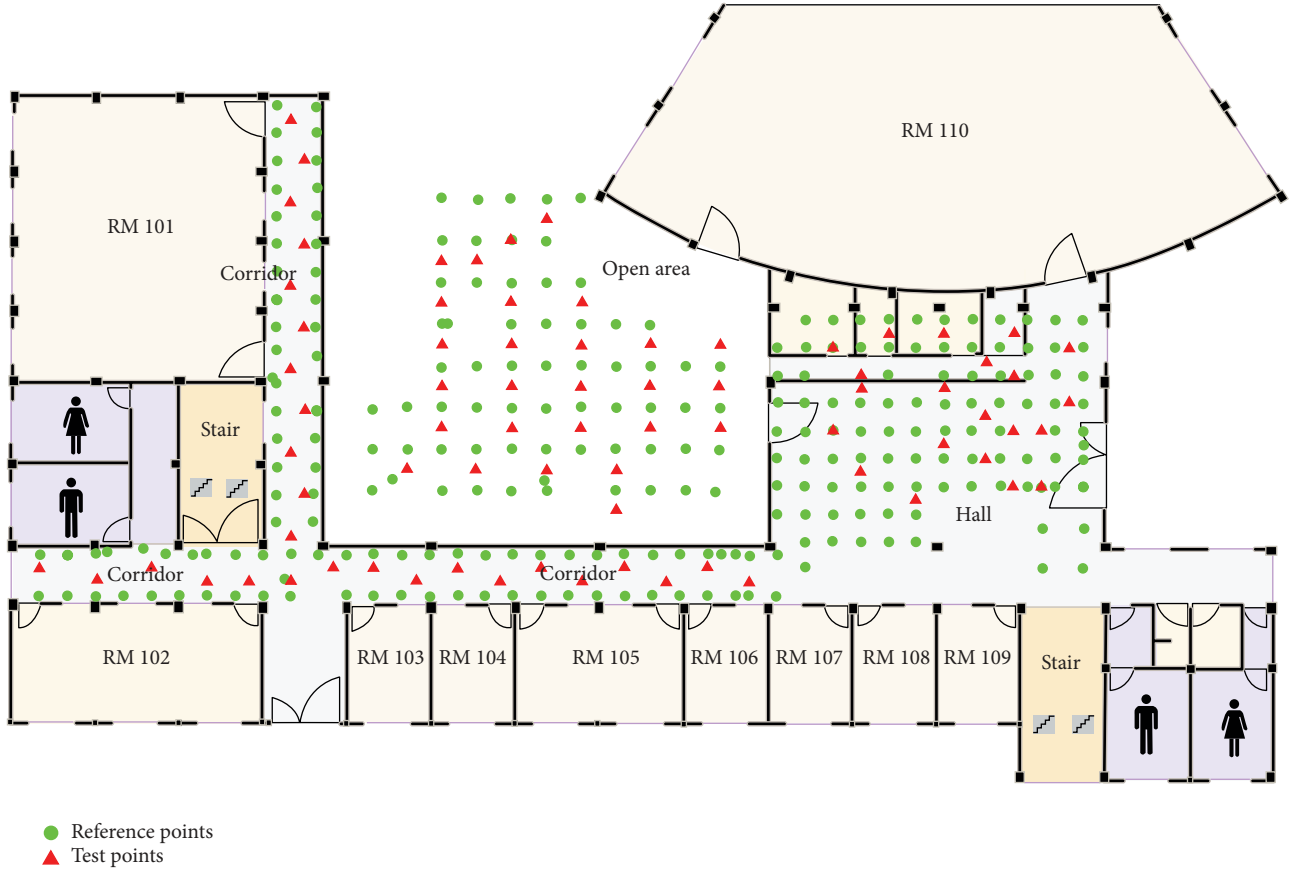 RM 110
RM 101
Corridor
Open area
Stair
Hall
Corridor
Corridor
RM 102
RM 103
RM 104
RM 105
RM 106
RM 107
RM 108
RM 109
Stair
Reference points
Test points